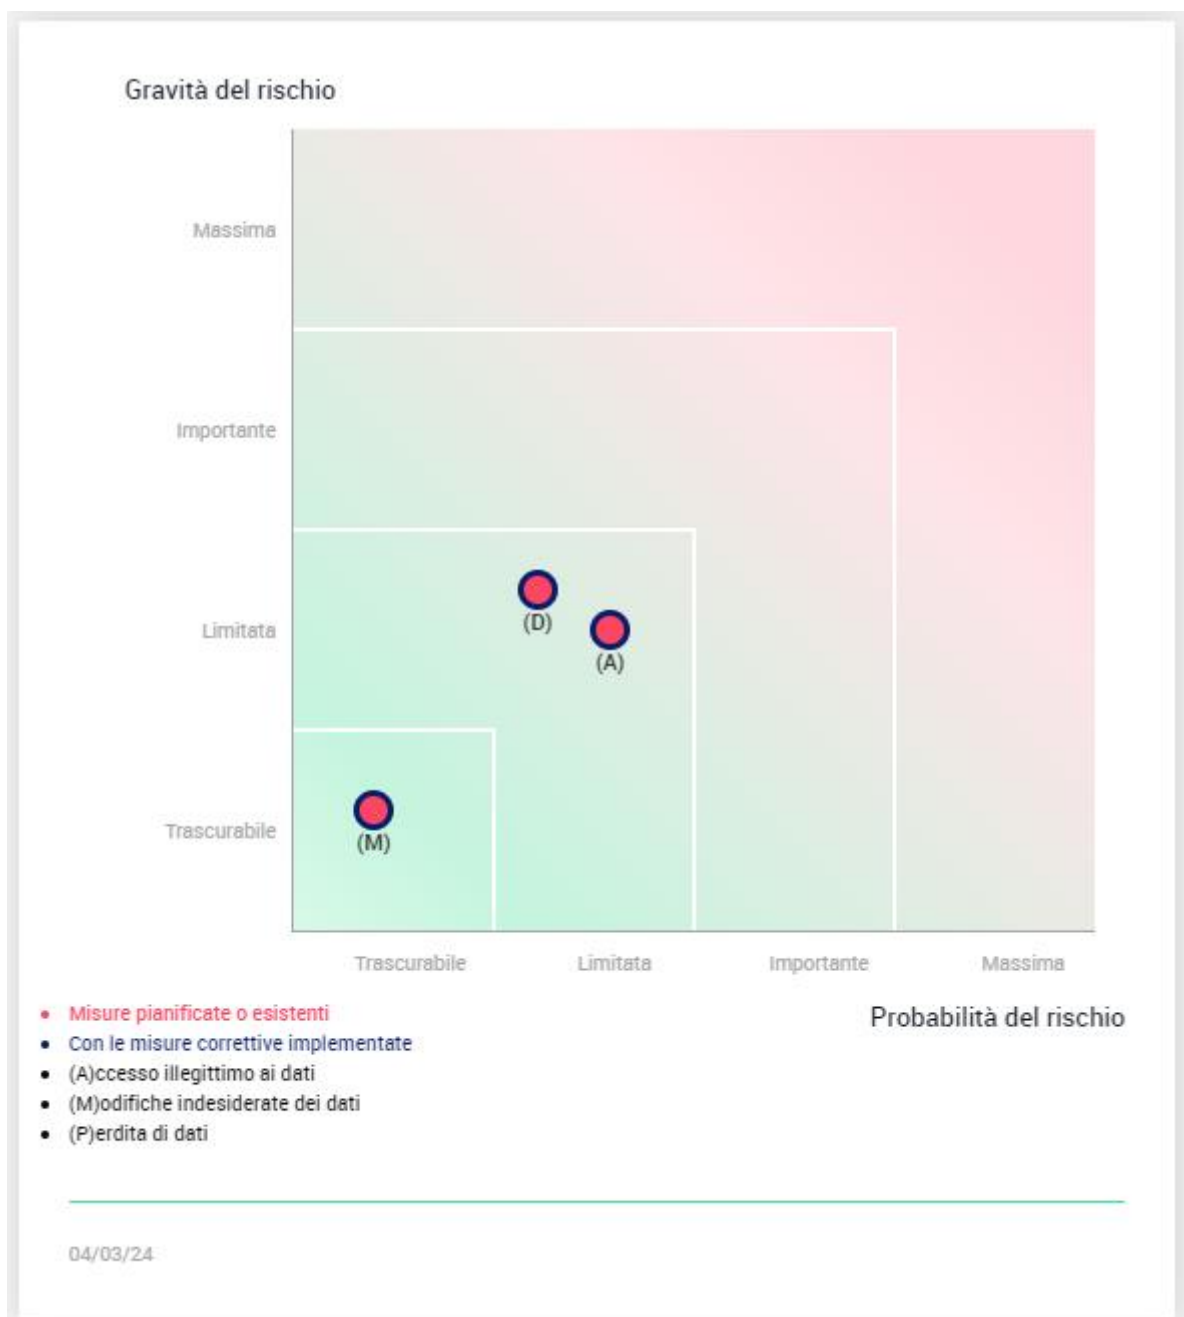 Gravità del rischio
Massima
Importante
Limitata
Trascurabile
(D)
(A)
(M)
Trascurabile Limitata Importante Massima
Probabilità del rischio
Misure pianificate o esistenti
Con le misure correttive implementate
(A)ccesso illegittimo ai dati
(M)odifiche indesiderate dei dati
(P)erdita di dati
04/03/24